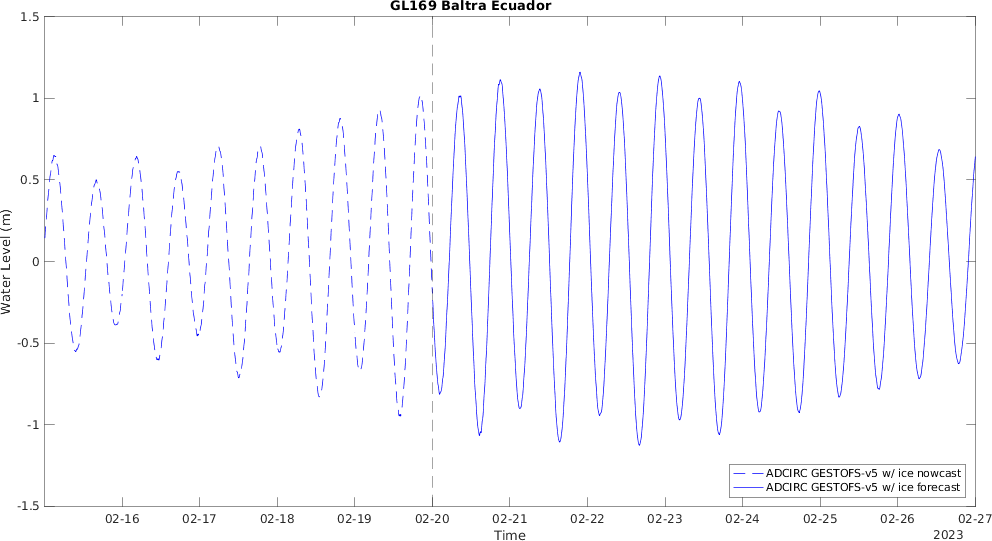 GL169 Baltra Ecuador
1.5
1
0.5
0
-0.5
-1
-1.5
Water Level (m)
02-16 02-17 02-18 02-19 02-20 02-21 02-22 02-23 02-24 02-25 02-26 02-27
Time
2023
ADCIRC GESTOFS-v5 w/ ice nowcast
ADCIRC GESTOFS-v5 w/ ice forecast